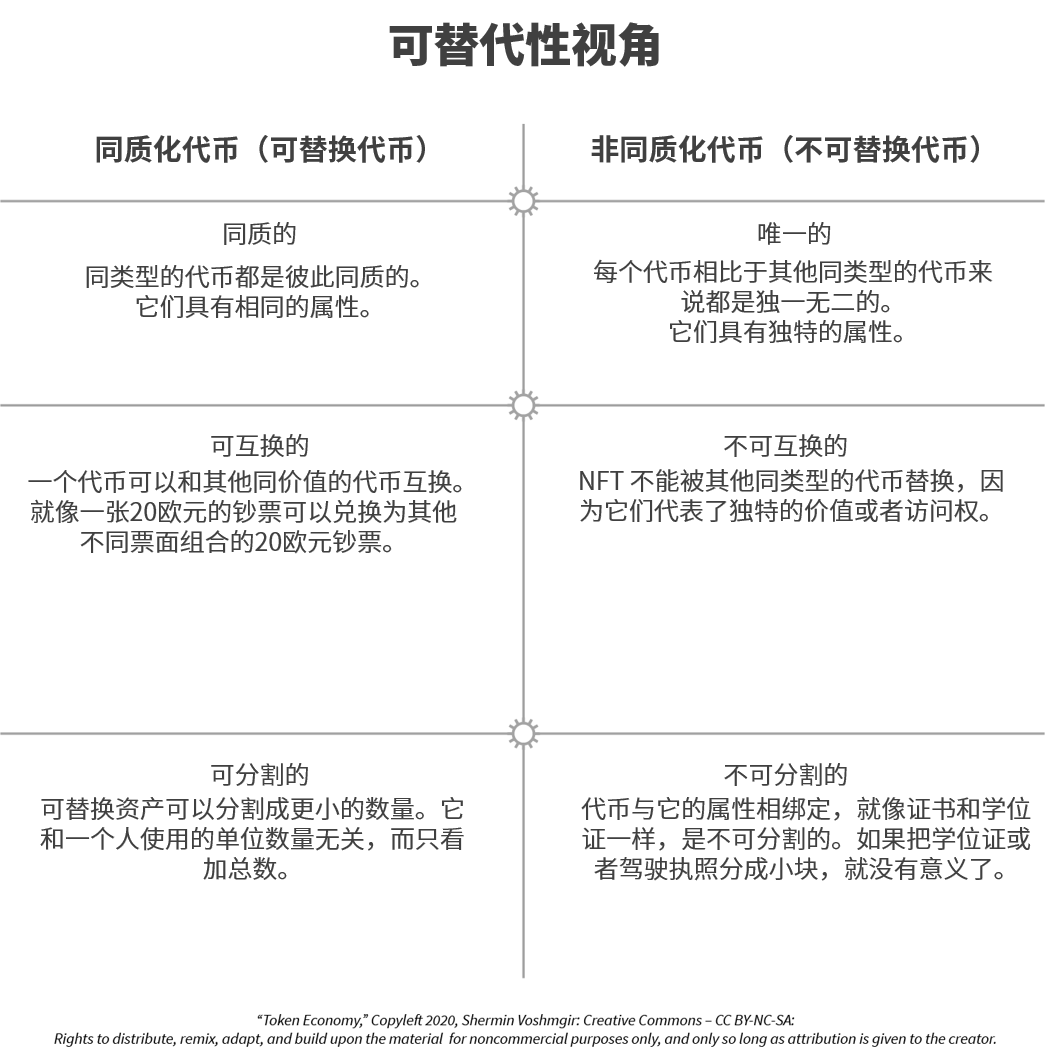 可替代性视角
同质化代币（可替换代币）
非同质化代币（不可替换代币）
同质的
同类型的代币都是彼此同质的。
它们具有相同的属性。
唯一的
每个代币相比于其他同类型的代币来
说都是独一无二的。
它们具有独特的属性。
可互换的
一个代币可以和其他同价值的代币互换。
就像一张20欧元的钞票可以兑换为其他
不同票面组合的20欧元钞票。
不可互换的
NFT 不能被其他同类型的代币替换，因
为它们代表了独特的价值或者访问权。
可分割的
可替换资产可以分割成更小的数量。它
和一个人使用的单位数量无关，而只看
加总数。
不可分割的
代币与它的属性相绑定，就像证书和学位
证一样，是不可分割的。如果把学位证或
者驾驶执照分成小块，就没有意义了。
“Token Economy,” Copyleft 2020, Shermin Voshmgir: Creative Commons – CC BY-NC-SA:
Rights to distribute, remix, adapt, and build upon the material for noncommercial purposes only, and only so long as attribution is given to the creator.